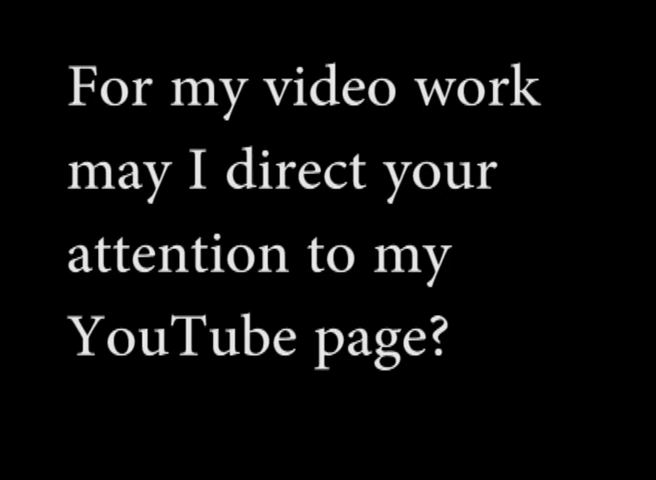 For my video work
may I direct your
attention to my
YouTube page?